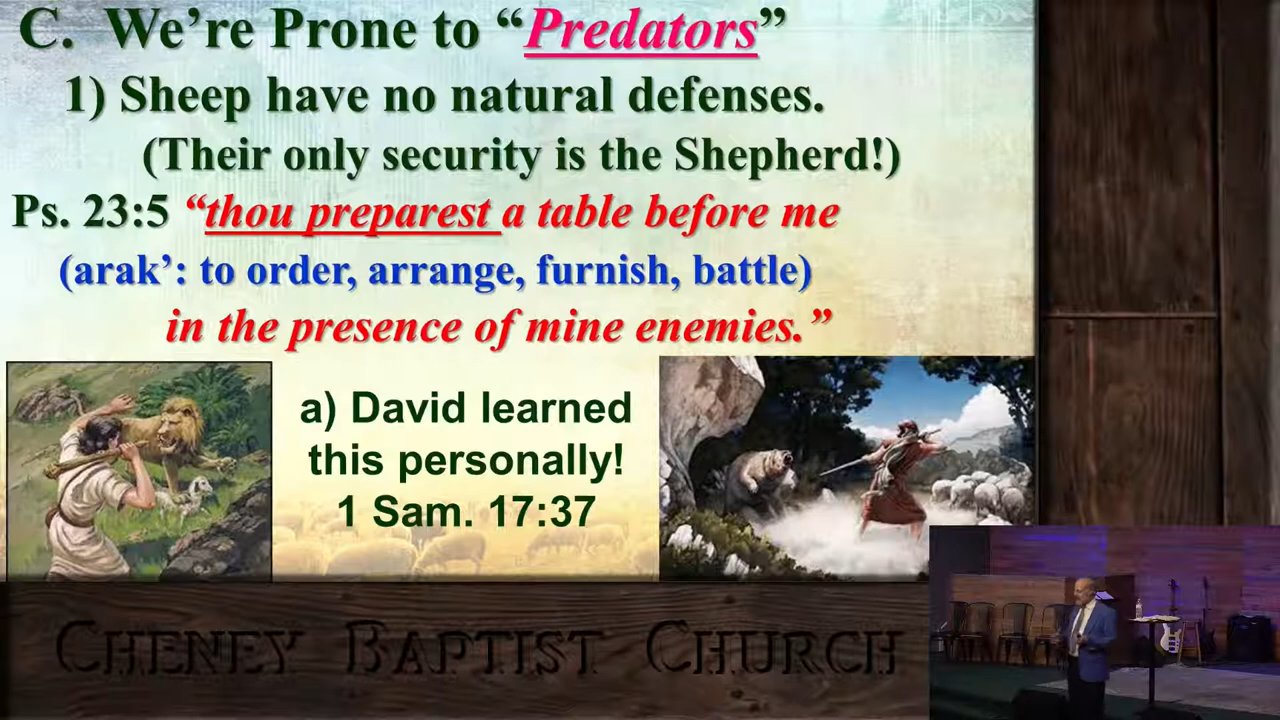 C. We’re Prone to “Predators”
1) Sheep have no natural defenses.
(Their only security is the Shepherd!)
Ps. 23:5 “thou preparest a table before me
(arak’: to order, arrange, furnish, battle)
in the presence of mine enemies.”
a) David learned
this personally!
1 Sam. 17:37
CHENEY BAPTIST CHURCH